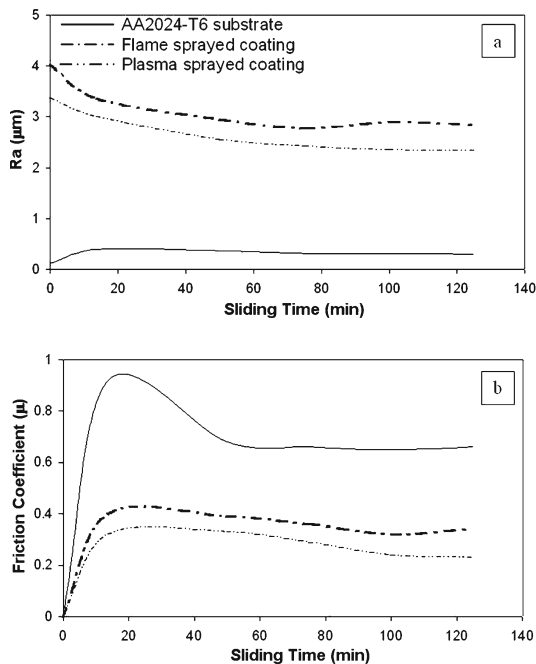 5
4
3
2
1
0
Ra (μm)
AA2024-T6 substrate
Flame sprayed coating
Plasma sprayed coating
a
0 20 40 60 80 100 120 140
Sliding Time (min)
1
0.8
0.6
0.4
0.2
0
Friction Coefficient (μ)
b
0 20 40 60 80 100 120 140
Sliding Time (min)